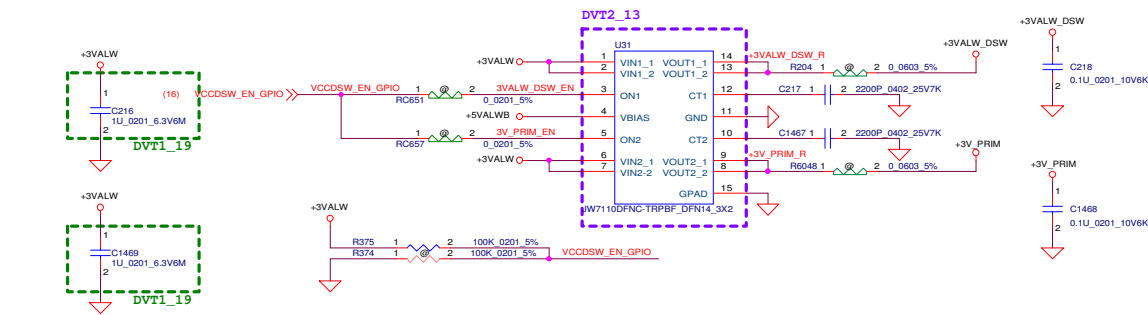 DVT2_13
+3VALW
C216
1U_0201_6.3V6M
1
2
DVT1_19
+3VALW
C1469
1U_0201_6.3V6M
1
2
DVT1_19
(16) VCCDSW_EN_GPIO
VCCDSW_EN_GPIO
RC651 1 @ 2 0_0201_5%
3VALW_DSW_EN
RC657 1 @ 2 0_0201_5%
3V_PRIM_EN
+3VALW
+5VALWB
+3VALW
U31
1 VIN1_1 VOUT1_1 14
2 VIN1_2 VOUT1_2 13
3 ON1 CT1 12
4 VBIAS GND 11
5 ON2 CT2 10
6 VIN2_1 VOUT2_1 9
7 VIN2-2 VOUT2_2 8
GPAD 15
JW7110DFNC-TRPBF_DFN14_3X2
+3VALW_DSW_R
R204 1 @ 2 0_0603_5%
+3VALW_DSW
C217 1 2 2200P_0402_25V7K
C1467 1 2 2200P_0402_25V7K
+3V_PRIM_R
R6048 1 @ 2 0_0603_5%
+3V_PRIM
+3VALW
R375 1 2 100K_0201_5%
R374 1 @ 2 100K_0201_5%
VCCDSW_EN_GPIO
+3VALW_DSW
1
C218
0.1U_0201_10V6K
2
+3V_PRIM
1
C1468
0.1U_0201_10V6K
2